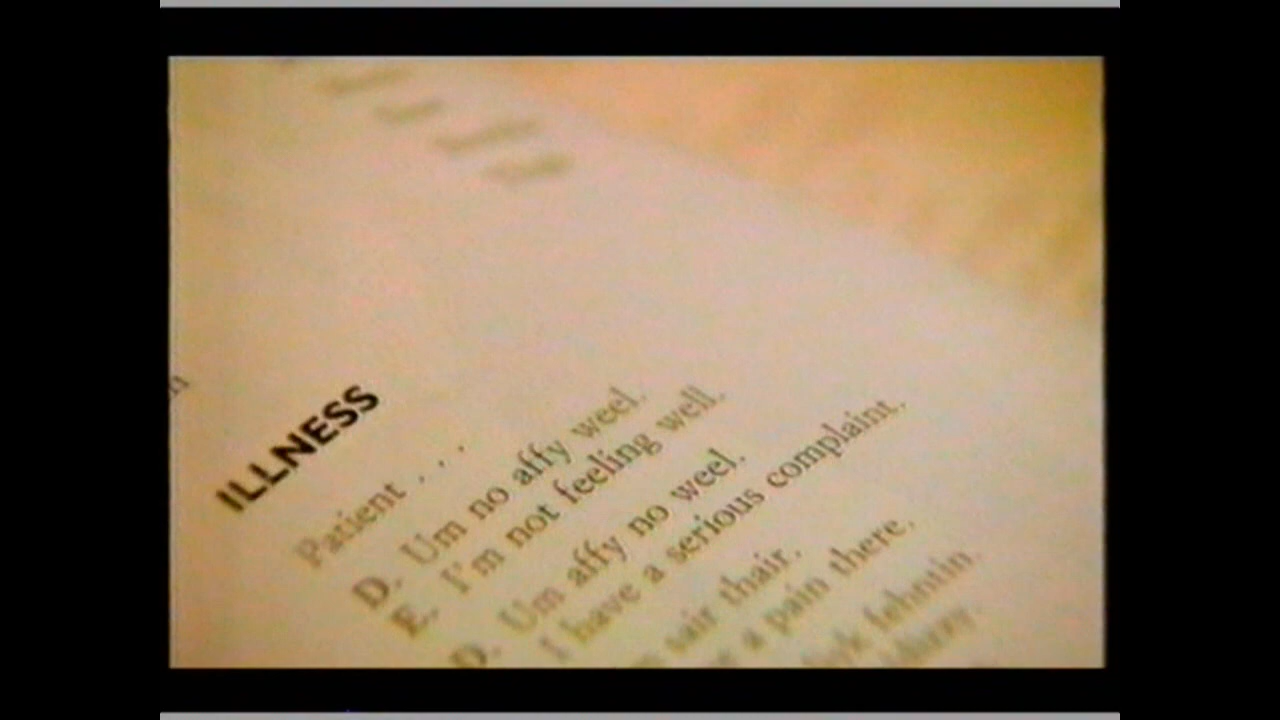 ILLNESS
Patient . . .
D. Um no affy weel.
E. I'm not feeling well.
D. Um affy no weel.
I have a serious complaint.
sair thair.
a pain there.
fehntin.